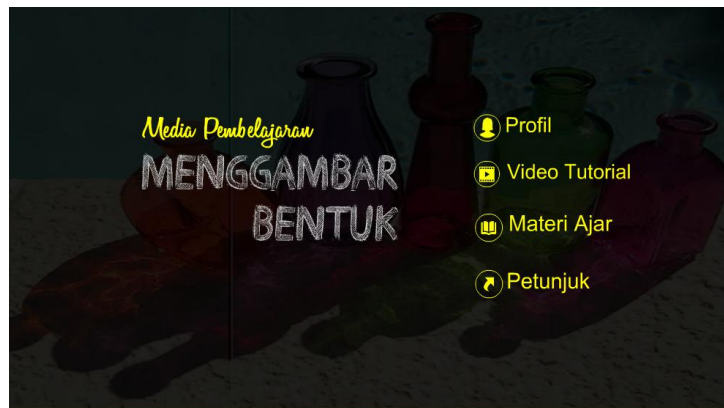 Media Pembelajaran
MENGGAMBAR
BENTUK
Profil
Video Tutorial
Materi Ajar
Petunjuk